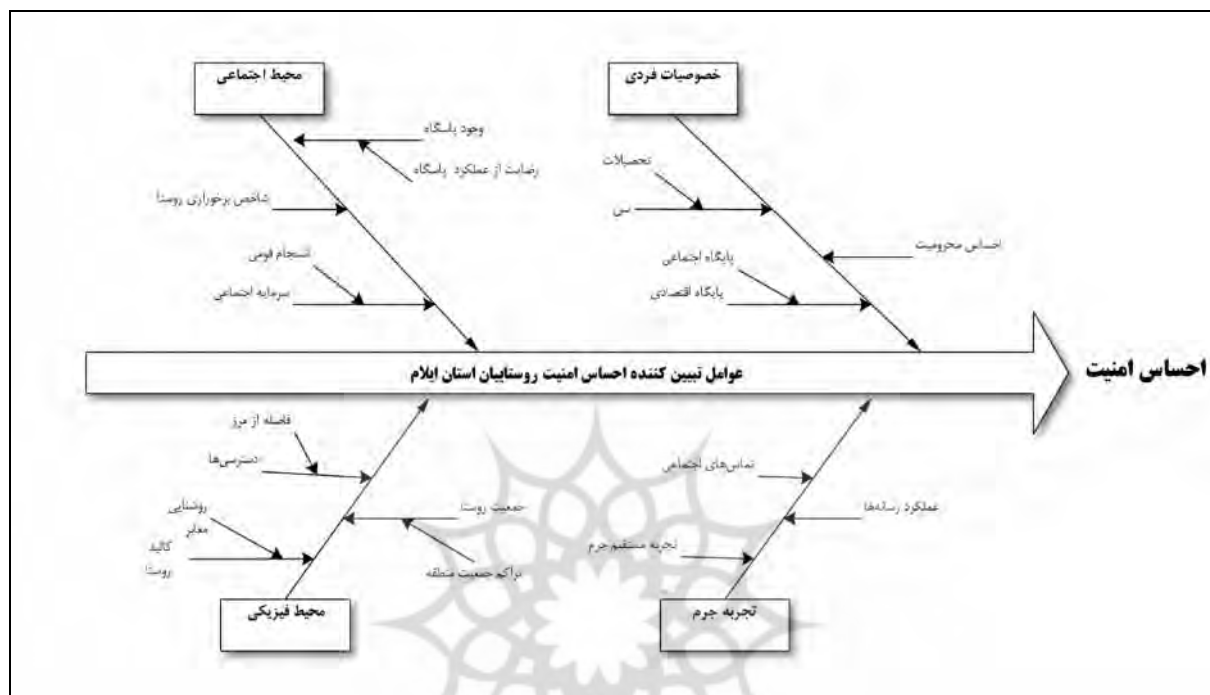 خصوصیات فردی
محیط اجتماعی
وجود پاسگاه
رضایت از عملکرد پاسگاه
تحصیلات
سن
شاخص برخورداری روستا
احساس محرومیت
پایگاه اجتماعی
پایگاه اقتصادی
انسجام قومی
سرمایه اجتماعی
احساس امنیت
عوامل تبیین کننده احساس امنیت روستاییان استان ایلام
فاصله از مرز
دسترسی‌ها
تماس‌های اجتماعی
عملکرد رسانه‌ها
جمعیت روستا
روشنایی
معابر
کالبد
روستا
تجربه مستقیم جرم
تراکم جمعیت منطقه
تجربه جرم
محیط فیزیکی